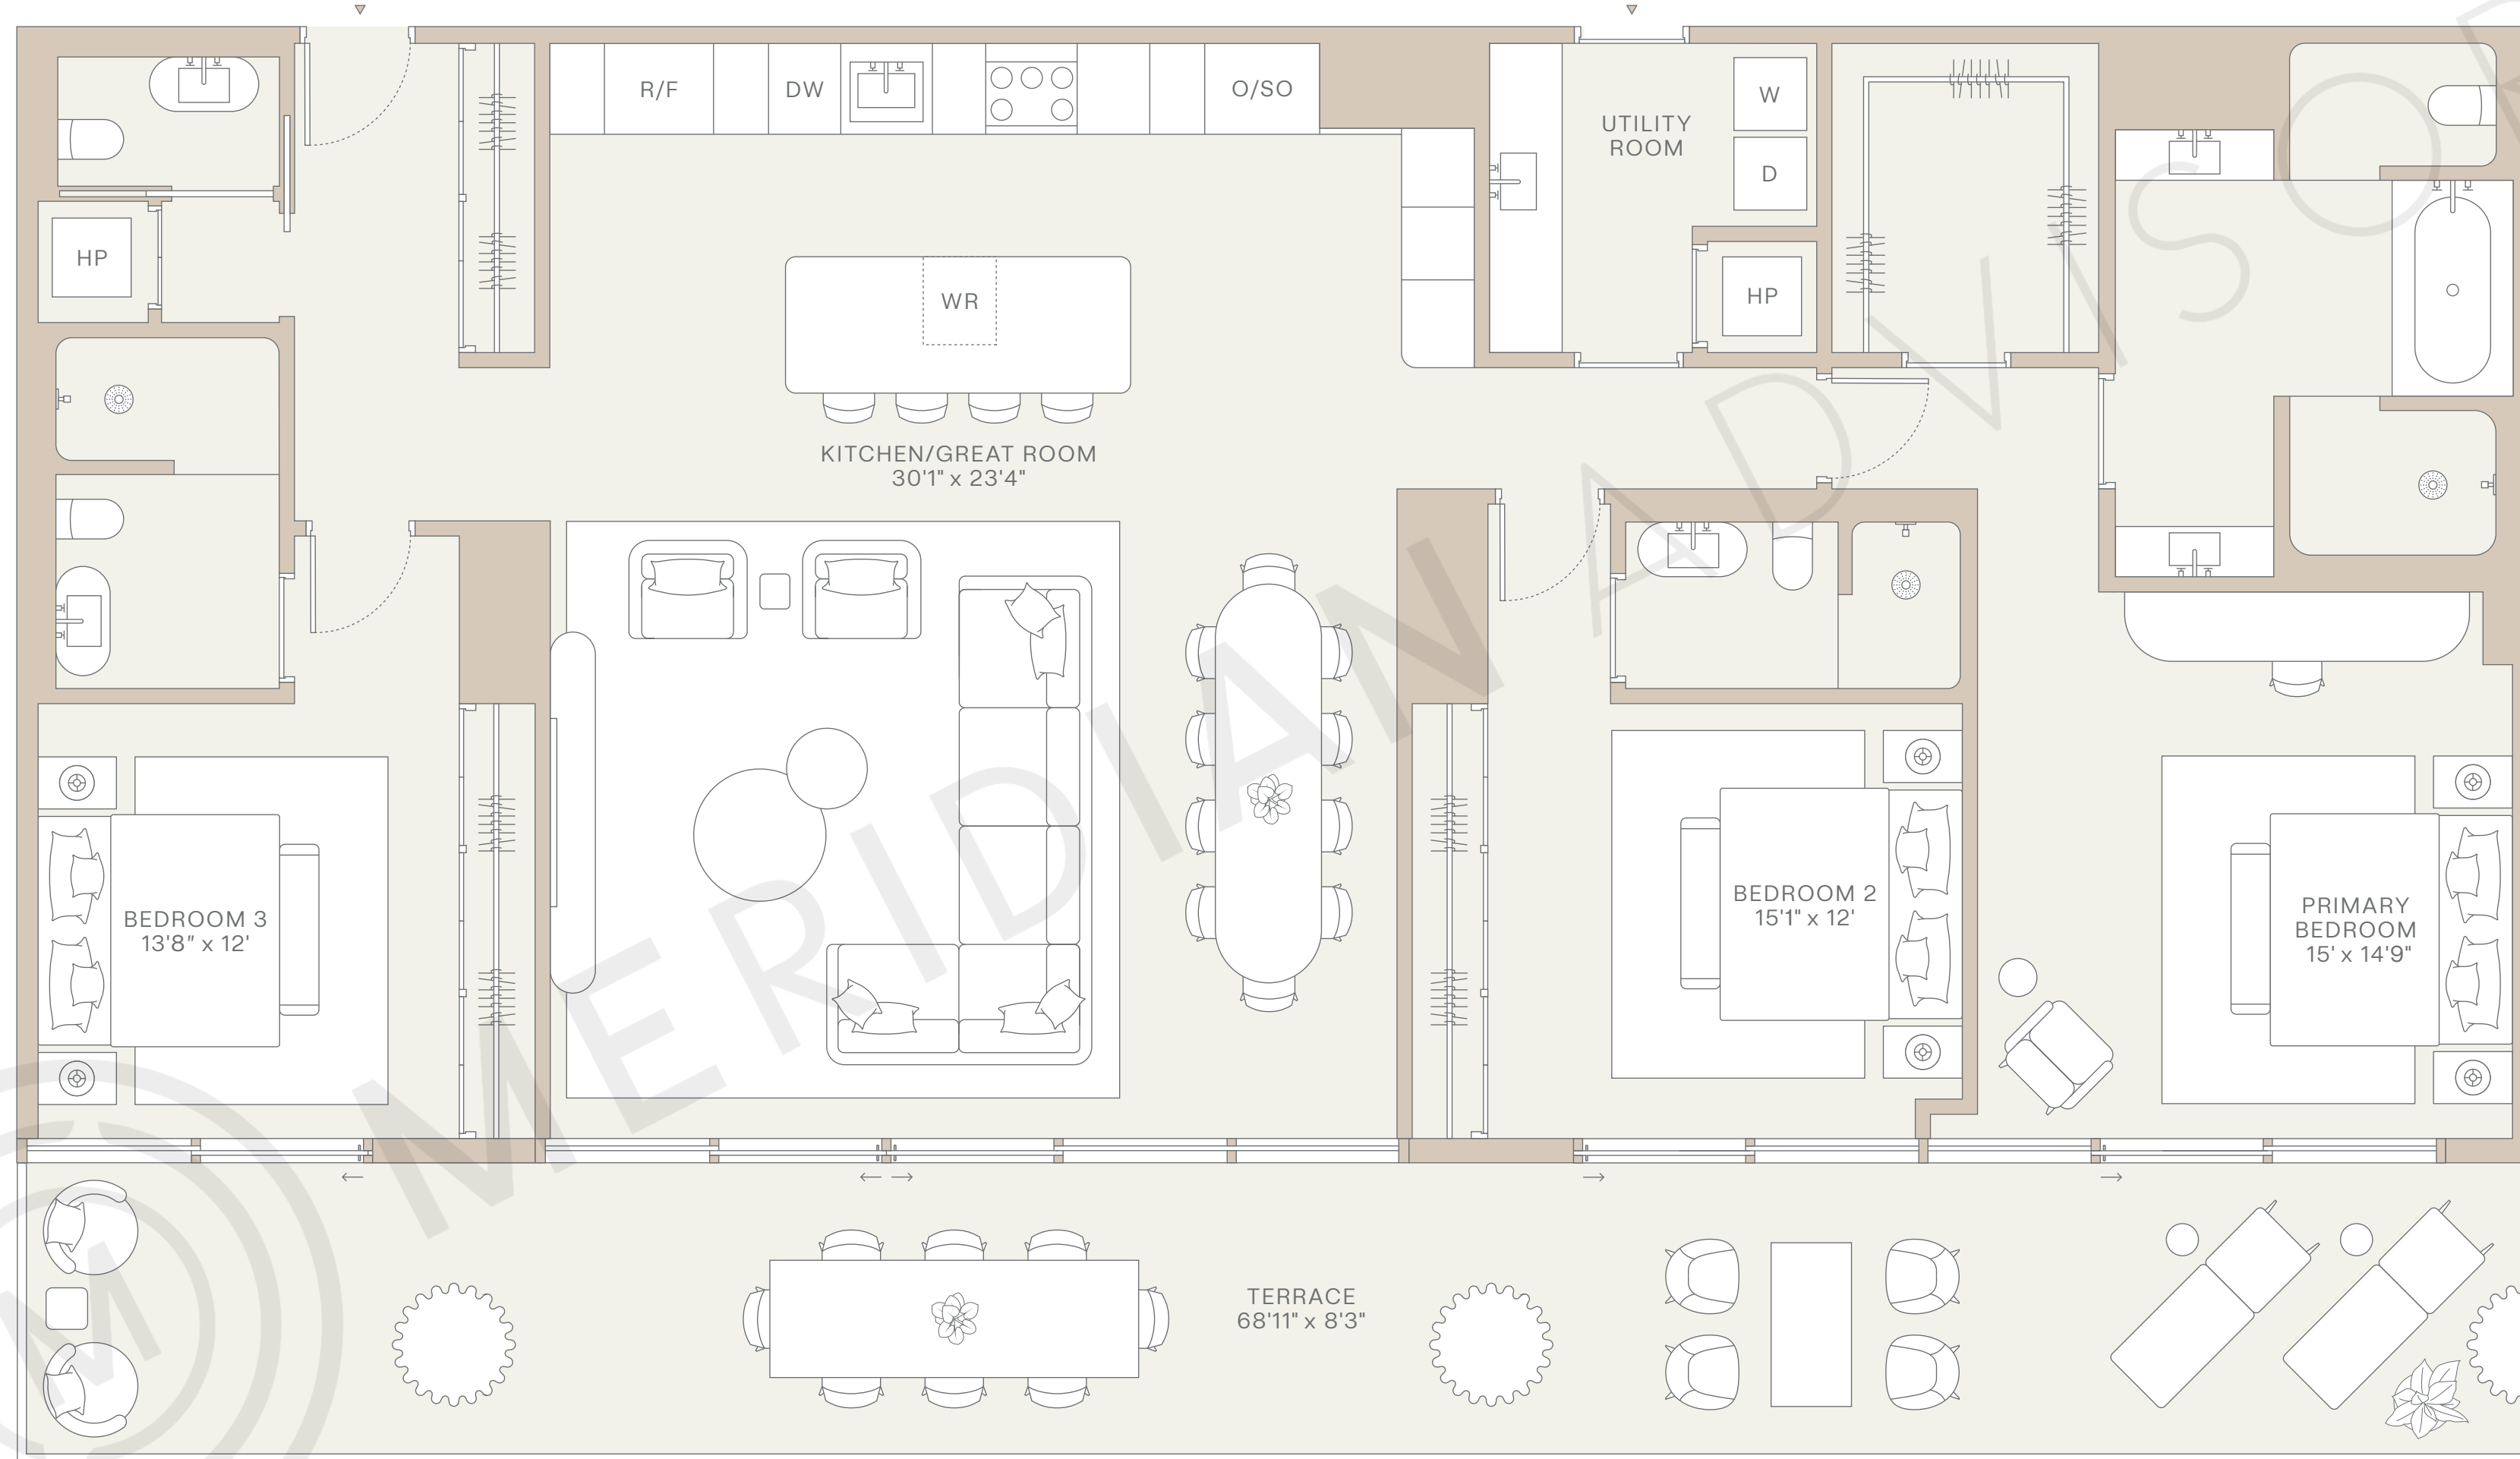 R/F
DW
O/SO
UTILITY
ROOM
W
D
HP
HP
WR
KITCHEN/GREAT ROOM
30'1" x 23'4"
BEDROOM 3
13'8" x 12'
BEDROOM 2
15'1" x 12'
PRIMARY
BEDROOM
15' x 14'9"
TERRACE
68'11" x 8'3"
M
MERIDIAN ADVISOR